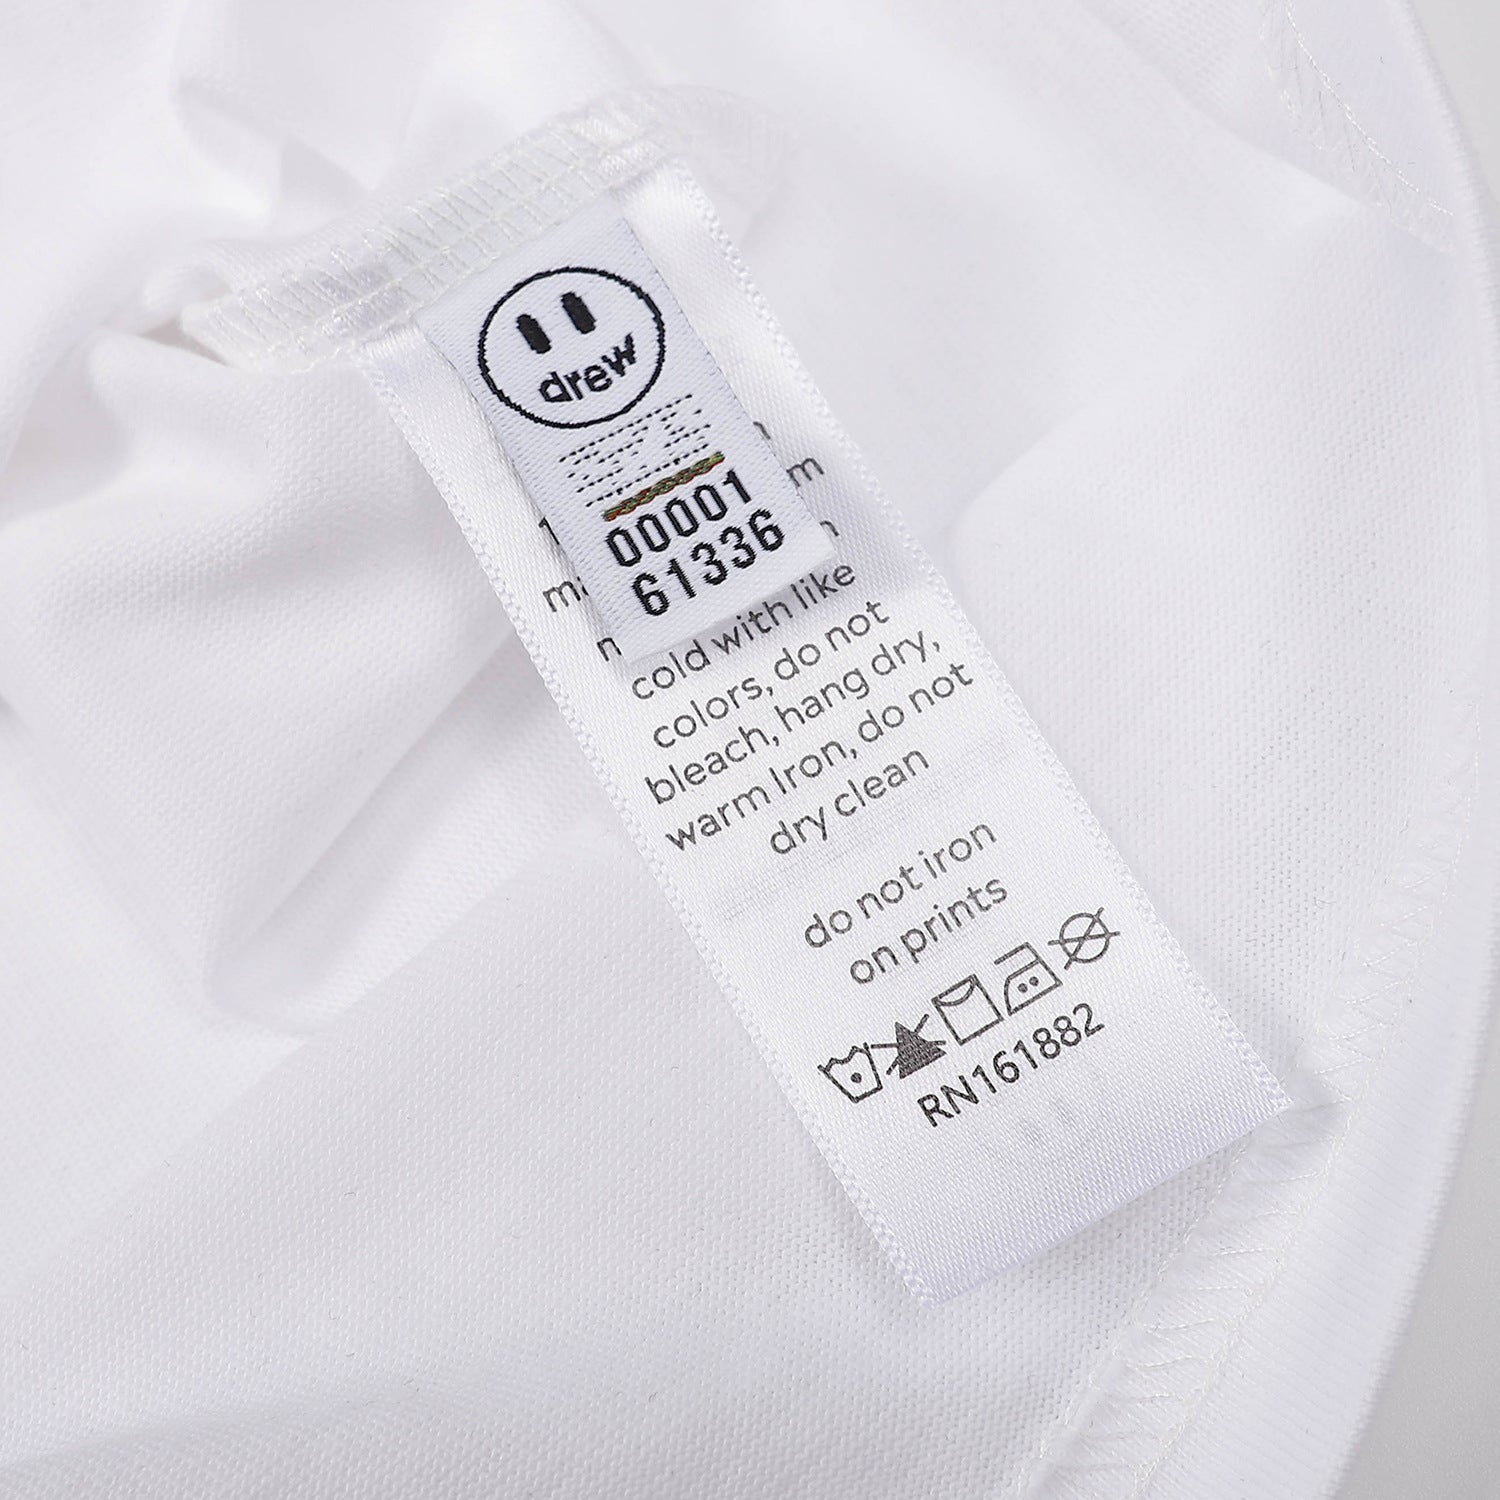 drew
00001
61336
cold with like
colors, do not
bleach, hang dry,
warm Iron, do not
dry clean
do not iron
on prints
RN161882